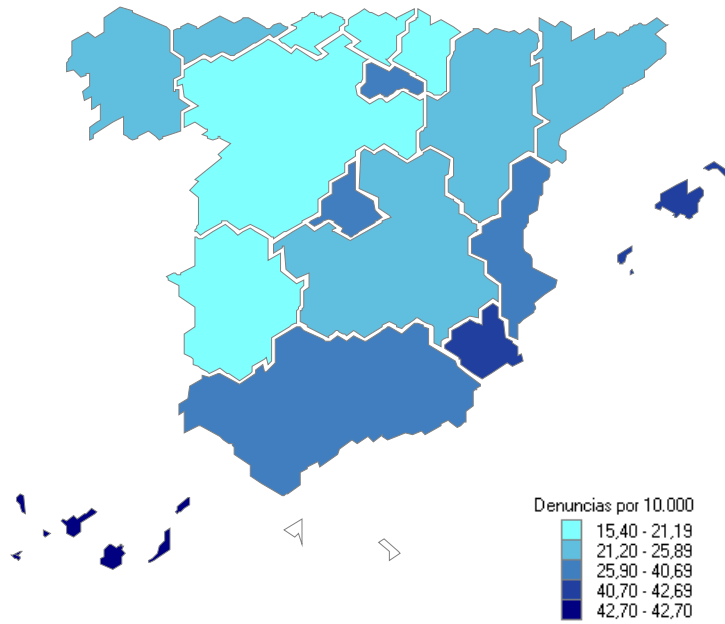 Denuncias por 10.000
15,40 - 21,19
21,20 - 25,89
25,90 - 40,69
40,70 - 42,69
42,70 - 42,70